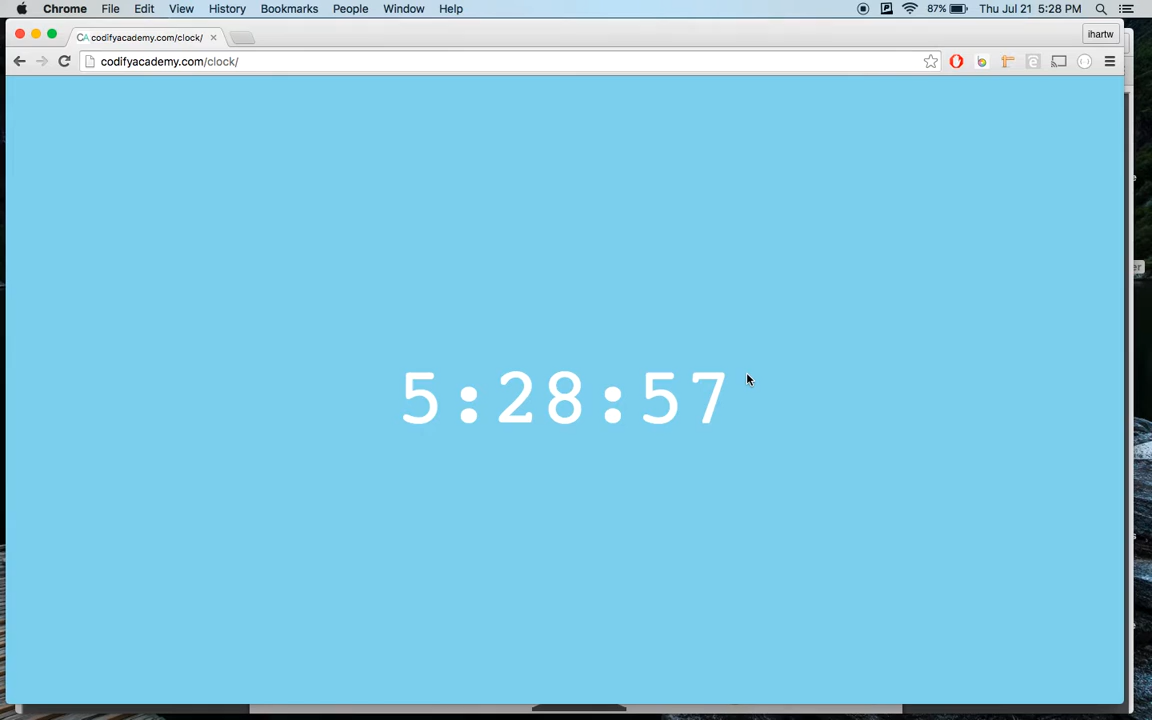 Chrome File Edit View History Bookmarks People Window Help 87% Thu Jul 21 5:28 PM
CA codifyacademy.com/clock/ ihartw
codifyacademy.com/clock/
5:28:57